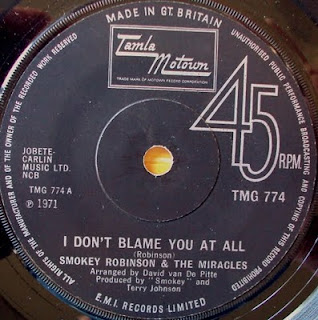 MADE IN GT. BRITAIN
UNAUTHORISED PUBLIC PERFORMANCE BROADCASTING AND COPYING OF THIS RECORD PROHIBITED
ALL RIGHTS OF THE MANUFACTURER AND OF THE OWNER OF THE RECORDED WORK RESERVED
Tamla
Motown
TRADE MARK OF MOTOWN RECORD CORPORATION
45
RPM
JOBETE-
CARLIN
MUSIC LTD.
NCB
TMG 774 A
℗ 1971
TMG 774
I DON'T BLAME YOU AT ALL
(Robinson)
SMOKEY ROBINSON & THE MIRACLES
Arranged by David van De Pitte
Produced by "Smokey" and
Terry Johnson
E.M.I. RECORDS LIMITED